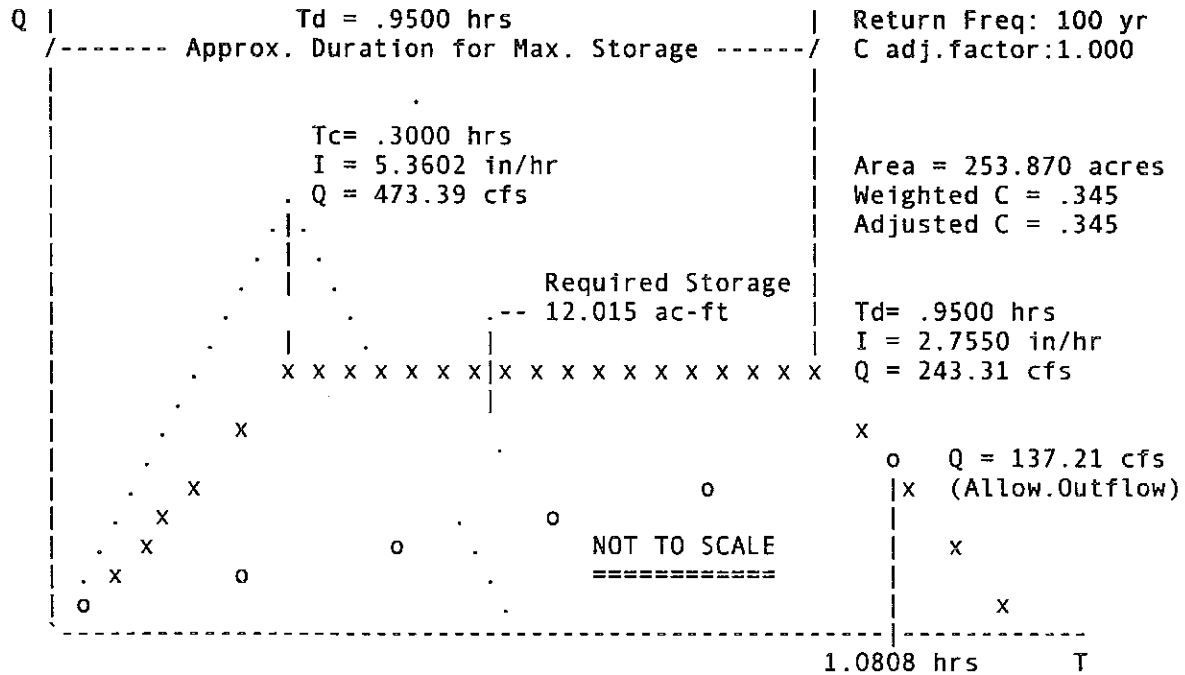 Q | Td = .9500 hrs | Return Freq: 100 yr
/------- Approx. Duration for Max. Storage ------/ C adj.factor:1.000
Tc= .3000 hrs
I = 5.3602 in/hr
Area = 253.870 acres
Q = 473.39 cfs
Weighted C = .345
Adjusted C = .345
Required Storage
.-- 12.015 ac-ft
Td= .9500 hrs
I = 2.7550 in/hr
x x x x x x x|x x x x x x x x x x x Q = 243.31 cfs
x x
o Q = 137.21 cfs
x o |x (Allow.Outflow)
x o
x o NOT TO SCALE x
x o ============
o x
1.0808 hrs T